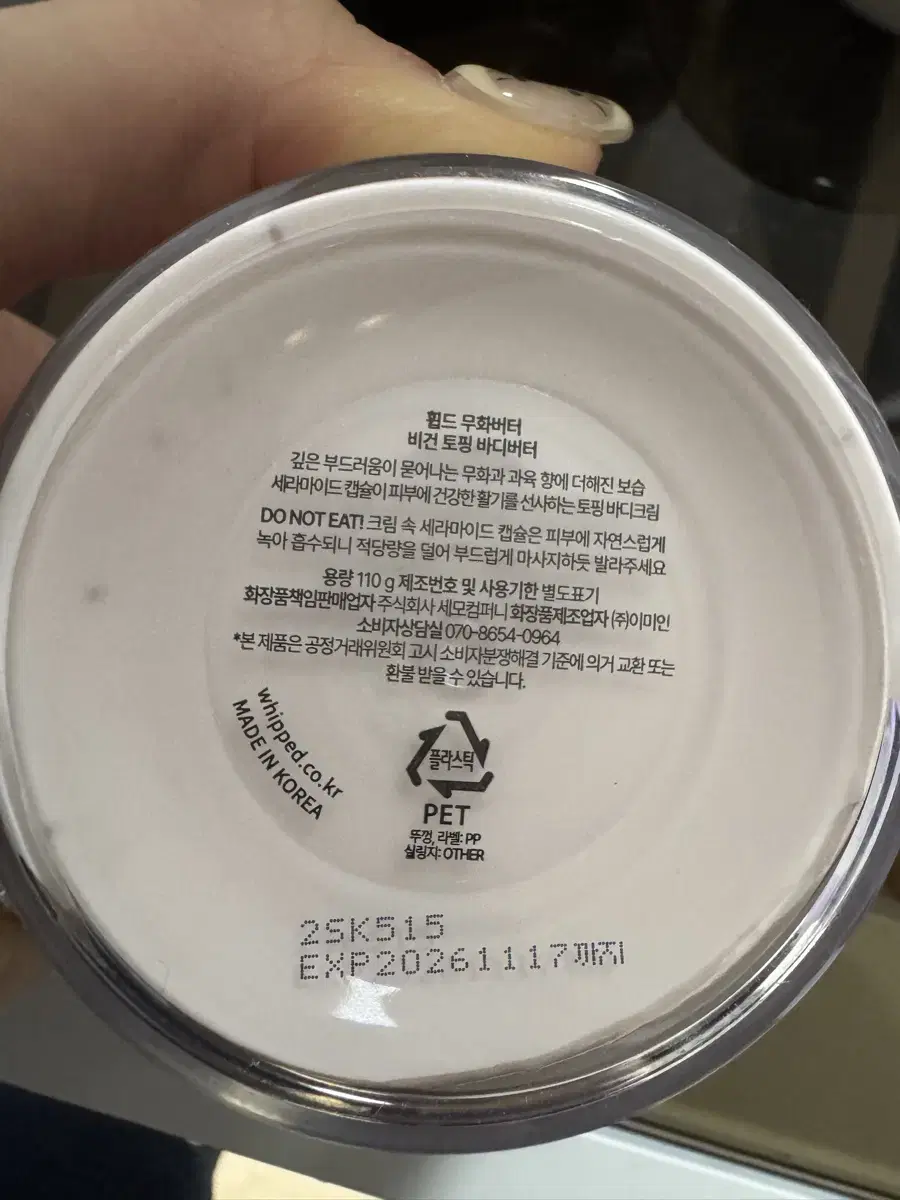 휩드 무화버터
비건 토핑 바디버터
깊은 부드러움이 묻어나는 무화과 과육 향에 더해진 보습
세라마이드 캡슐이 피부에 건강한 활기를 선사하는 토핑 바디크림
DO NOT EAT! 크림 속 세라마이드 캡슐은 피부에 자연스럽게
녹아 흡수되니 적당량을 덜어 부드럽게 마사지하듯 발라주세요
용량 110 g 제조번호 및 사용기한 별도표기
화장품책임판매업자 주식회사 세모컴퍼니 화장품제조업자 (주)이미인
소비자상담실 070-8654-0964
*본 제품은 공정거래위원회 고시 소비자분쟁해결 기준에 의거 교환 또는
환불 받을 수 있습니다.
whipped.co.kr
MADE IN KOREA
플라스틱
PET
뚜껑, 라벨: PP
실링지: OTHER
2SK515
EXP20261117까지